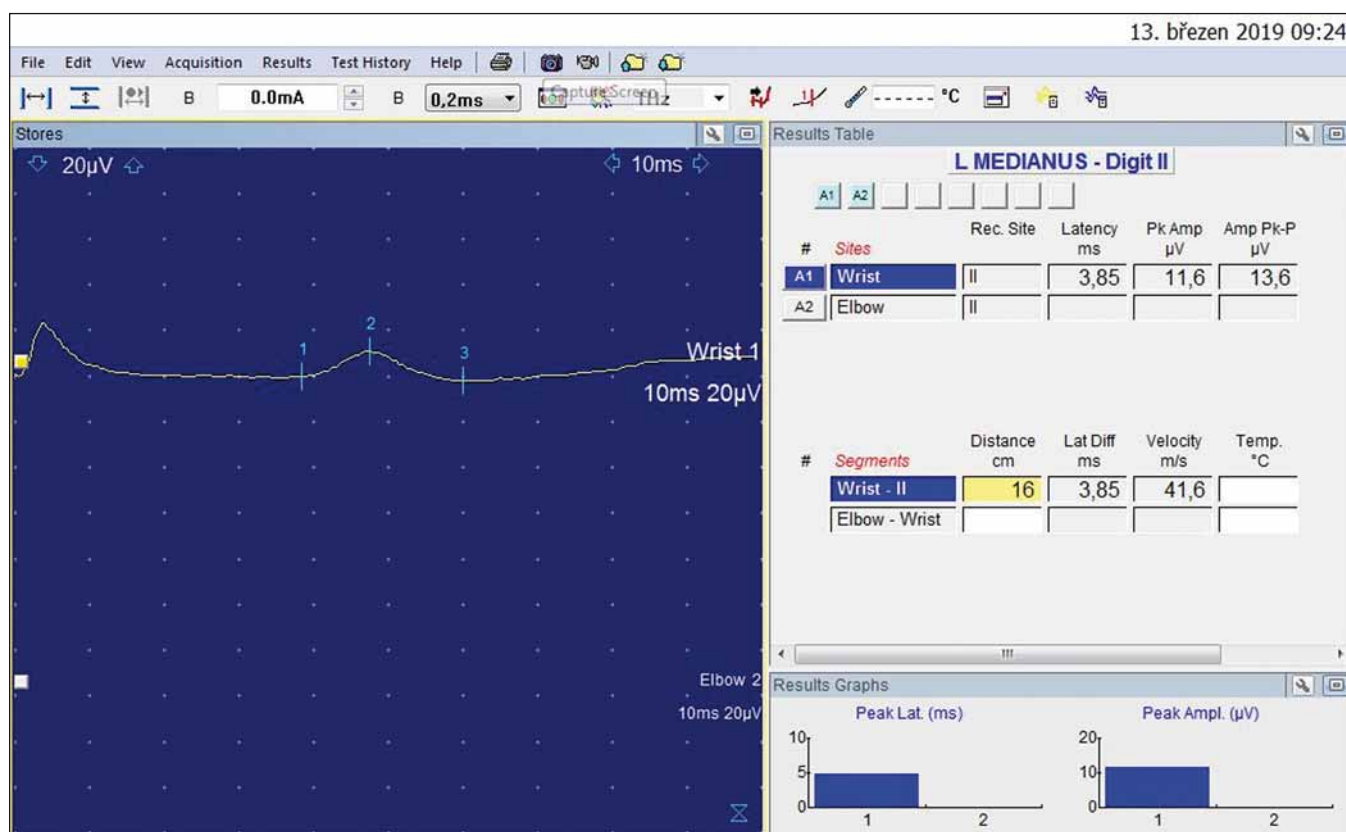 13. březen 2019 09:24
File Edit View Acquisition Results Test History Help
B 0.0mA B 0,2ms Capture Screen Hz ------ °C
Stores
20µV 10ms
1 2 3
Wrist 1
10ms 20µV
Elbow 2
10ms 20µV
Results Table
L MEDIANUS - Digit II
A1 A2
# Sites Rec. Site Latency ms Pk Amp µV Amp Pk-P µV
A1 Wrist II 3,85 11,6 13,6
A2 Elbow II
# Segments Distance cm Lat Diff ms Velocity m/s Temp. °C
Wrist - II 16 3,85 41,6
Elbow - Wrist
Results Graphs
Peak Lat. (ms) Peak Ampl. (µV)
10 20
5 10
0 0
1 2 1 2